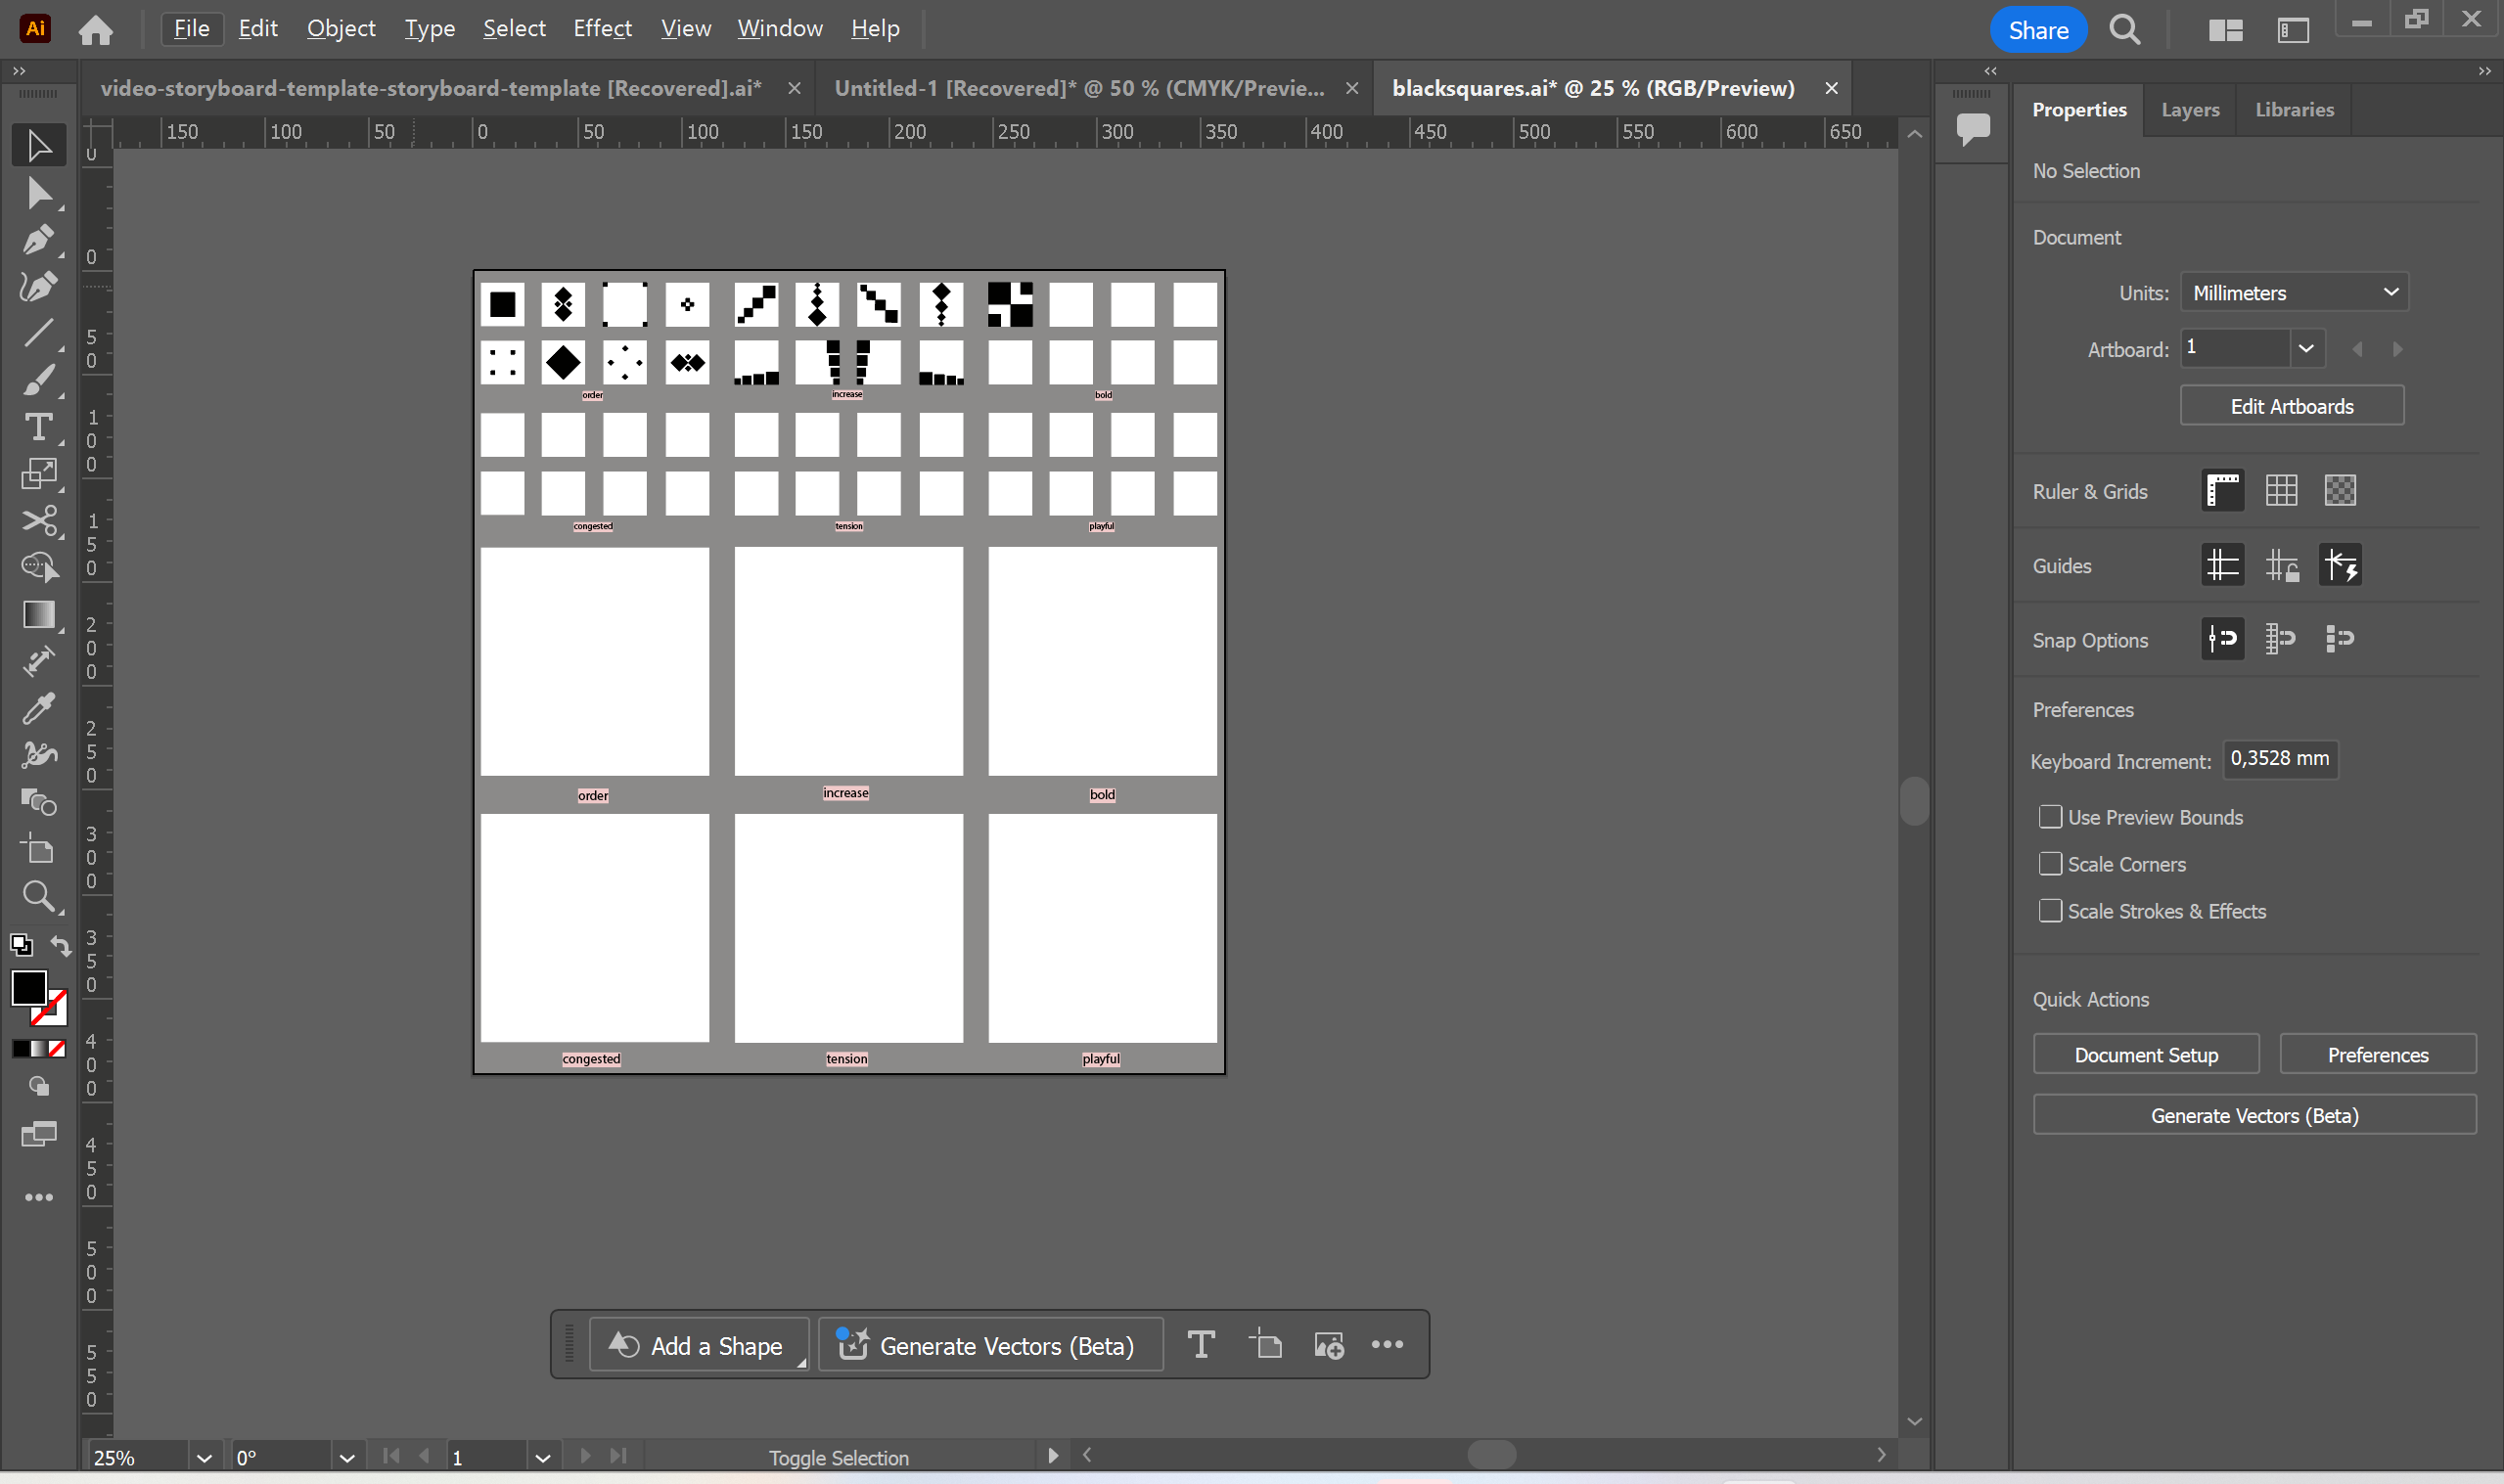 Ai File Edit Object Type Select Effect View Window Help Share
video-storyboard-template-storyboard-template [Recovered].ai* Untitled-1 [Recovered]* @ 50 % (CMYK/Previe... blacksquares.ai* @ 25 % (RGB/Preview)
150 100 50 0 50 100 150 200 250 300 350 400 450 500 550 600 650
0
50
100
150
200
250
300
350
400
450
500
550
order increase bold
congested tension playful
order increase bold
congested tension playful
Add a Shape Generate Vectors (Beta)
25% 0° 1 Toggle Selection
Properties Layers Libraries
No Selection
Document
Units: Millimeters
Artboard: 1
Edit Artboards
Ruler & Grids
Guides
Snap Options
Preferences
Keyboard Increment: 0,3528 mm
Use Preview Bounds
Scale Corners
Scale Strokes & Effects
Quick Actions
Document Setup Preferences
Generate Vectors (Beta)